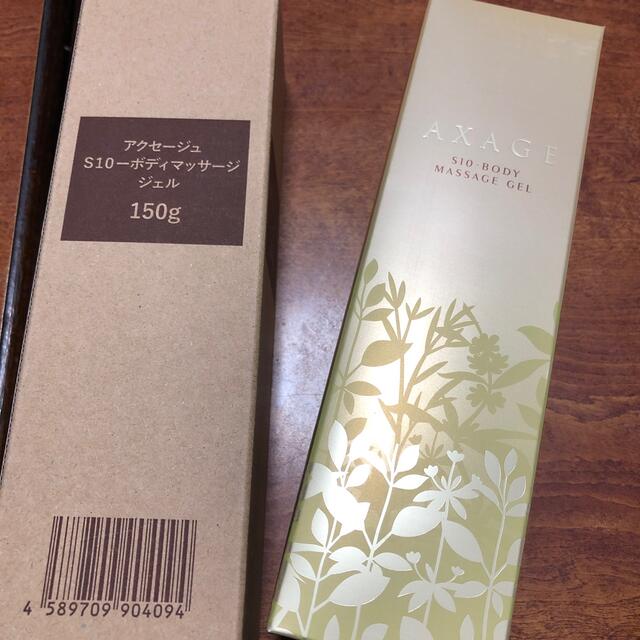 アクセージュ
S10ーボディマッサージ
ジェル
150g
4 589709 904094
AXAGE
S10-BODY
MASSAGE GEL